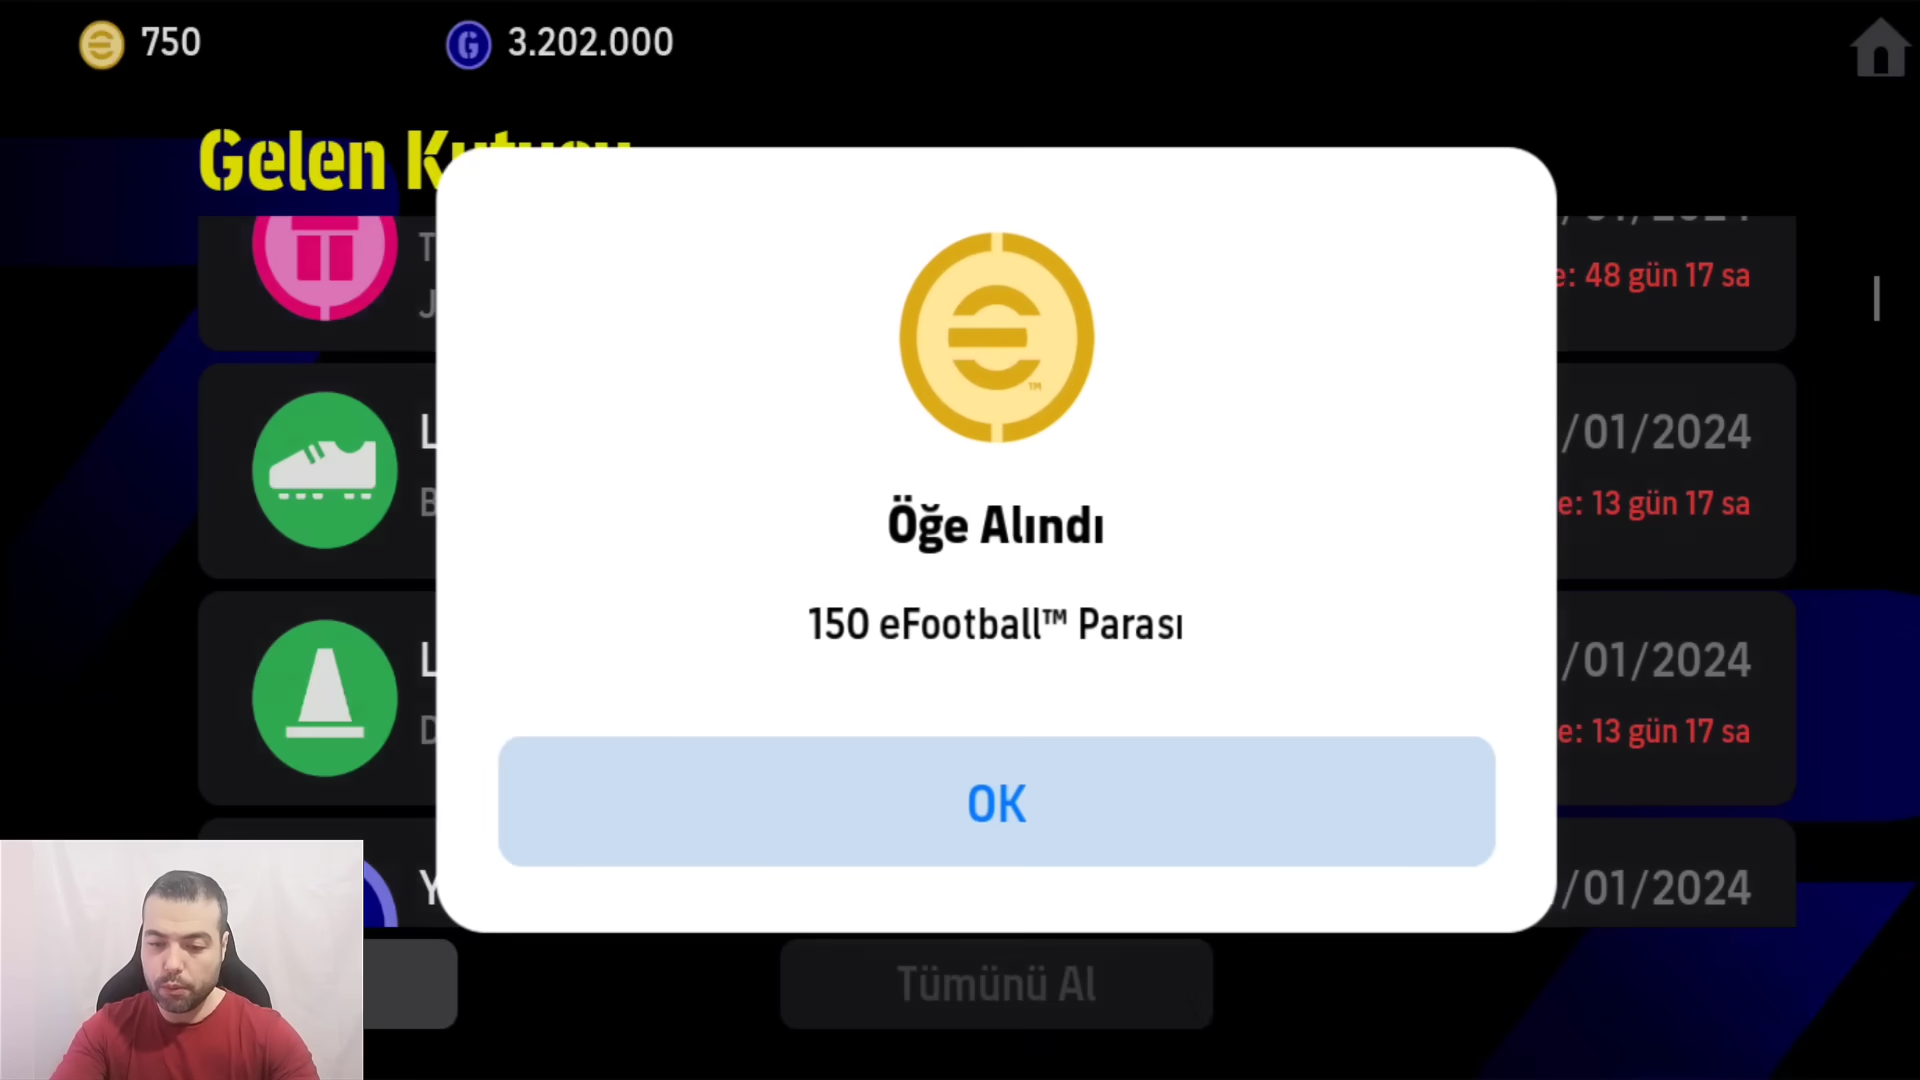 750
3.202.000
Gelen Kutusu
48 gün 17 sa
/01/2024
e: 13 gün 17 sa
/01/2024
e: 13 gün 17 sa
/01/2024
Öğe Alındı
150 eFootball™ Parası
OK
Tümünü Al